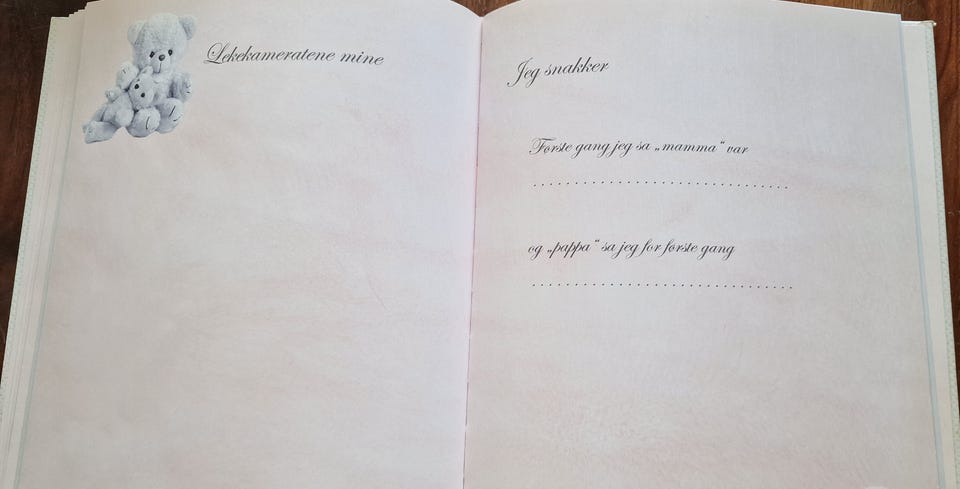 Lekekameratene mine
Jeg snakker
Første gang jeg sa „mamma“ var
................................
og „pappa“ sa jeg for første gang
................................